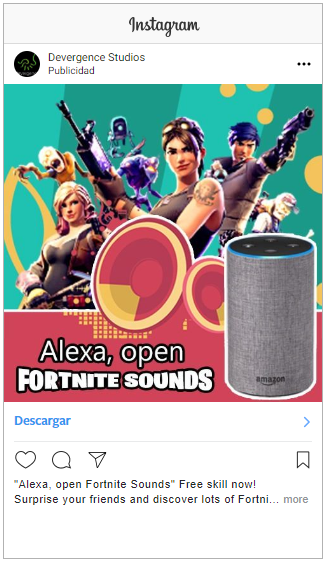 Instagram
Devergence Studios
Publicidad
Alexa, open
FORTNITE SOUNDS
amazon
Descargar
"Alexa, open Fortnite Sounds" Free skill now!
Surprise your friends and discover lots of Fortni... more